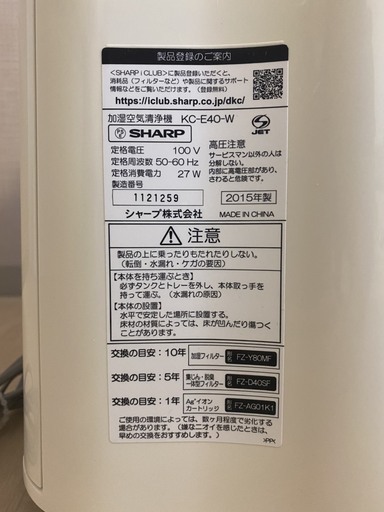 製品登録のご案内
<SHARP i CLUB>に製品登録いただくと、
消耗品(フィルターなど)や製品に関するサポート
情報などをご覧いただけます。(登録無料)
https://iclub.sharp.co.jp/dkc/
加湿空気清浄機 KC-E40-W
SHARP
JET
定格電圧 100 V
定格周波数 50-60 Hz
定格消費電力 27 W
製造番号
1121259
シャープ株式会社
高圧注意
サービスマン以外の人は
分解しない。
内部に高電圧部があり、
さわると危険です。
2015年製
MADE IN CHINA
注意
製品の上に乗ったりもたれたりしない。
(転倒・水漏れ・ケガの要因)
【本体を持ち運ぶとき】
必ずタンクとトレーを外し、本体取っ手を
持って運ぶ。(水漏れの原因)
【本体の設置】
水平で安定した場所に設置する。
床材の材質によっては、床が凹んだり傷つく
ことがあります。
交換の目安:10年 加湿フィルター 形名 FZ-Y80MF
交換の目安:5年 集じん・脱臭一体型フィルター 形名 FZ-D40SF
交換の目安:1年 Ag+イオンカートリッジ 形名 FZ-AG01K1
ご使用の環境によって、数ヶ月程度で劣化する
場合があります。(嫌なニオイを感じたときは、
早めの交換をおすすめします。)
>PP<